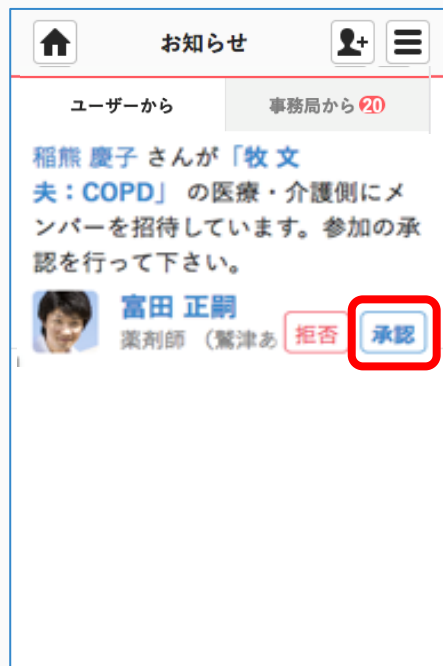 お知らせ
ユーザーから 事務局から 20
稲熊 慶子 さんが「牧 文
夫：COPD」 の医療・介護側にメ
ンバーを招待しています。参加の承
認を行って下さい。
富田 正嗣
薬剤師 （鷲津あ 拒否 承認